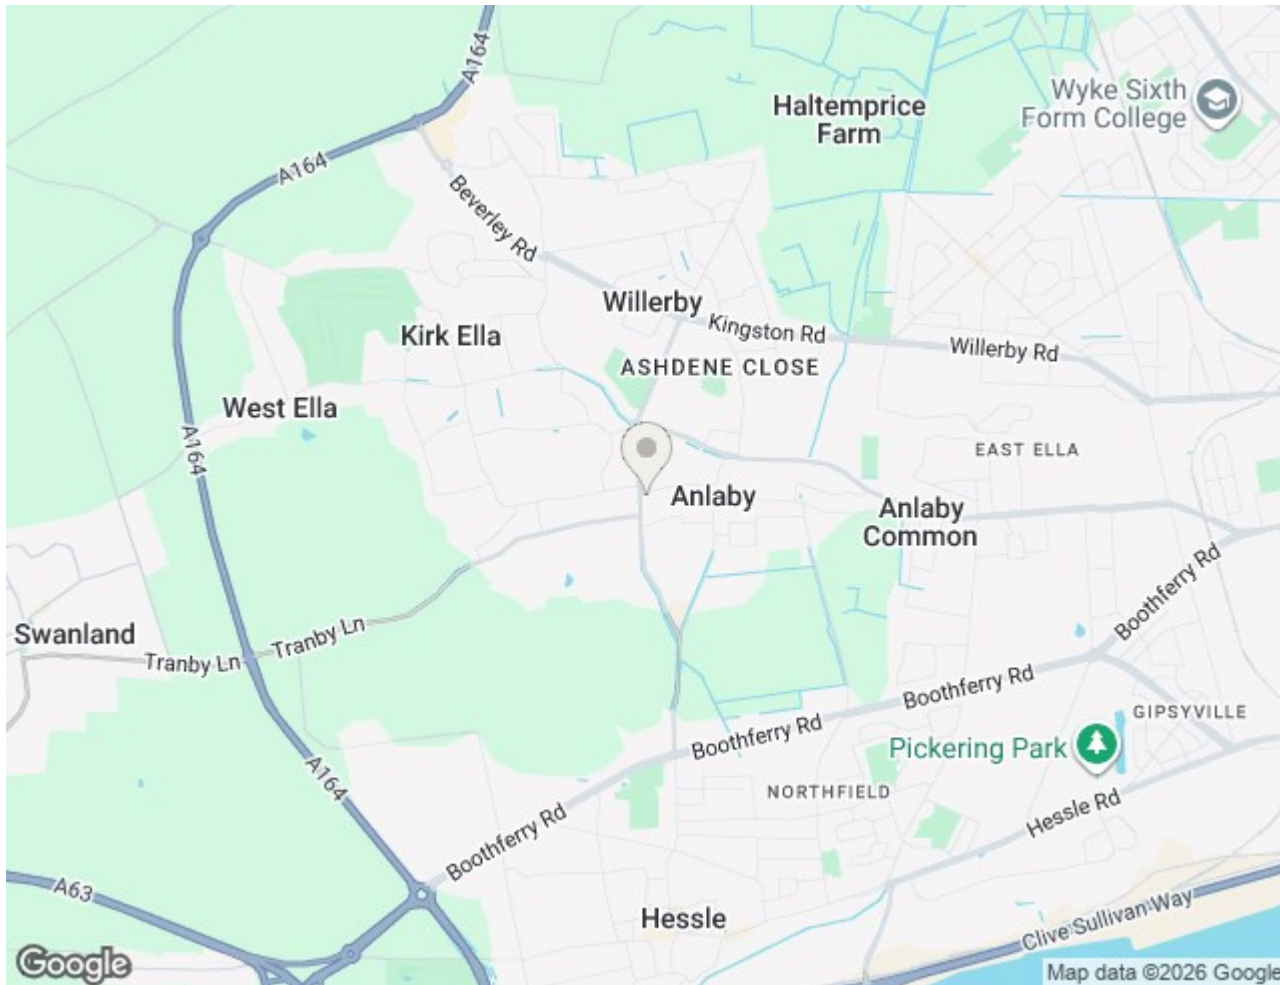 A164
Haltemprice
Farm
Wyke Sixth
Form College
A164
Beverley Rd
Willerby
Kingston Rd
Willerby Rd
Kirk Ella
ASHDENE CLOSE
West Ella
A164
EAST ELLA
Anlaby
Anlaby
Common
Boothferry Rd
Swanland
Tranby Ln
Tranby Ln
Boothferry Rd
Boothferry Rd
GIPSYVILLE
Pickering Park
A164
NORTHFIELD
Hessle Rd
Boothferry Rd
A63
Hessle
Clive Sullivan Way
Google
Map data ©2026 Google